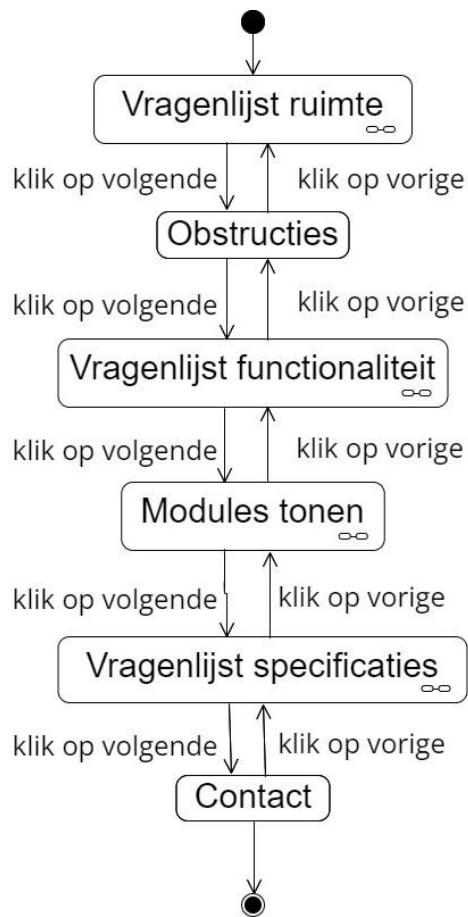 Vragenlijst ruimte
klik op volgende klik op vorige
Obstructies
klik op volgende klik op vorige
Vragenlijst functionaliteit
klik op volgende klik op vorige
Modules tonen
klik op volgende klik op vorige
Vragenlijst specificaties
klik op volgende klik op vorige
Contact